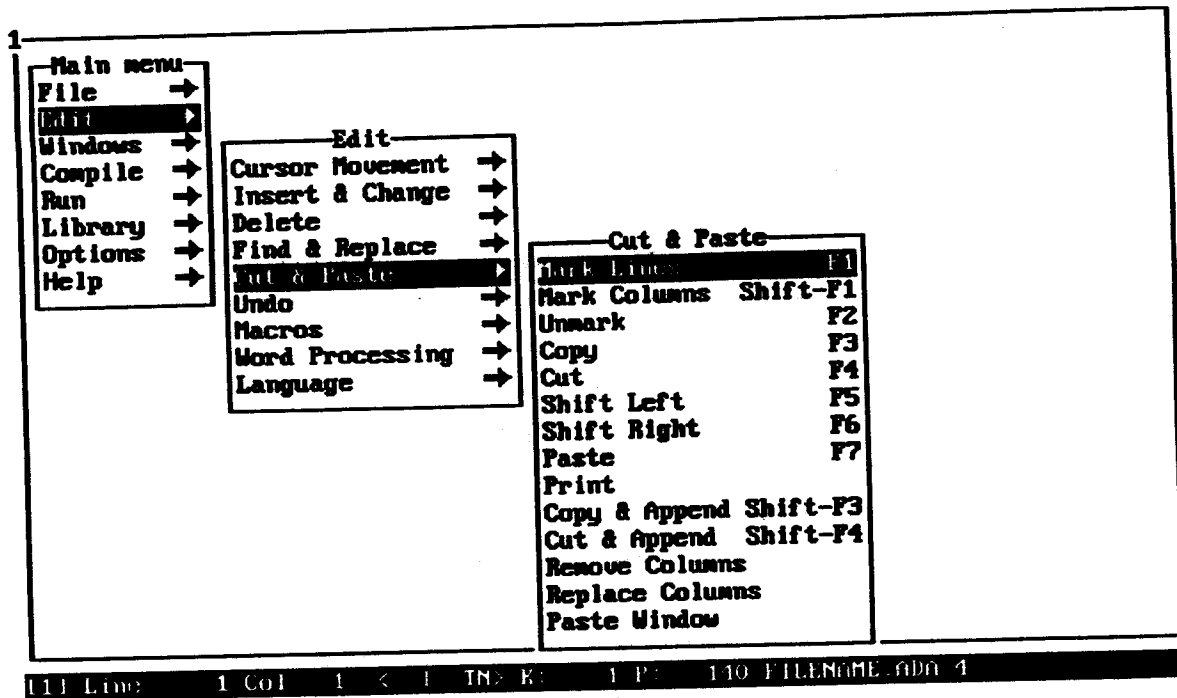 1
Main menu
File
Edit
Windows
Compile
Run
Library
Options
Help
Edit
Cursor Movement
Insert & Change
Delete
Find & Replace
Cut & Paste
Undo
Macros
Word Processing
Language
Cut & Paste
Mark Lines F1
Mark Columns Shift-F1
Unmark F2
Copy F3
Cut F4
Shift Left F5
Shift Right F6
Paste F7
Print
Copy & Append Shift-F3
Cut & Append Shift-F4
Remove Columns
Replace Columns
Paste Window
[1] Line 1 Col 1 < I IN> K: 1 P: 140 FILENAME.ADA 4